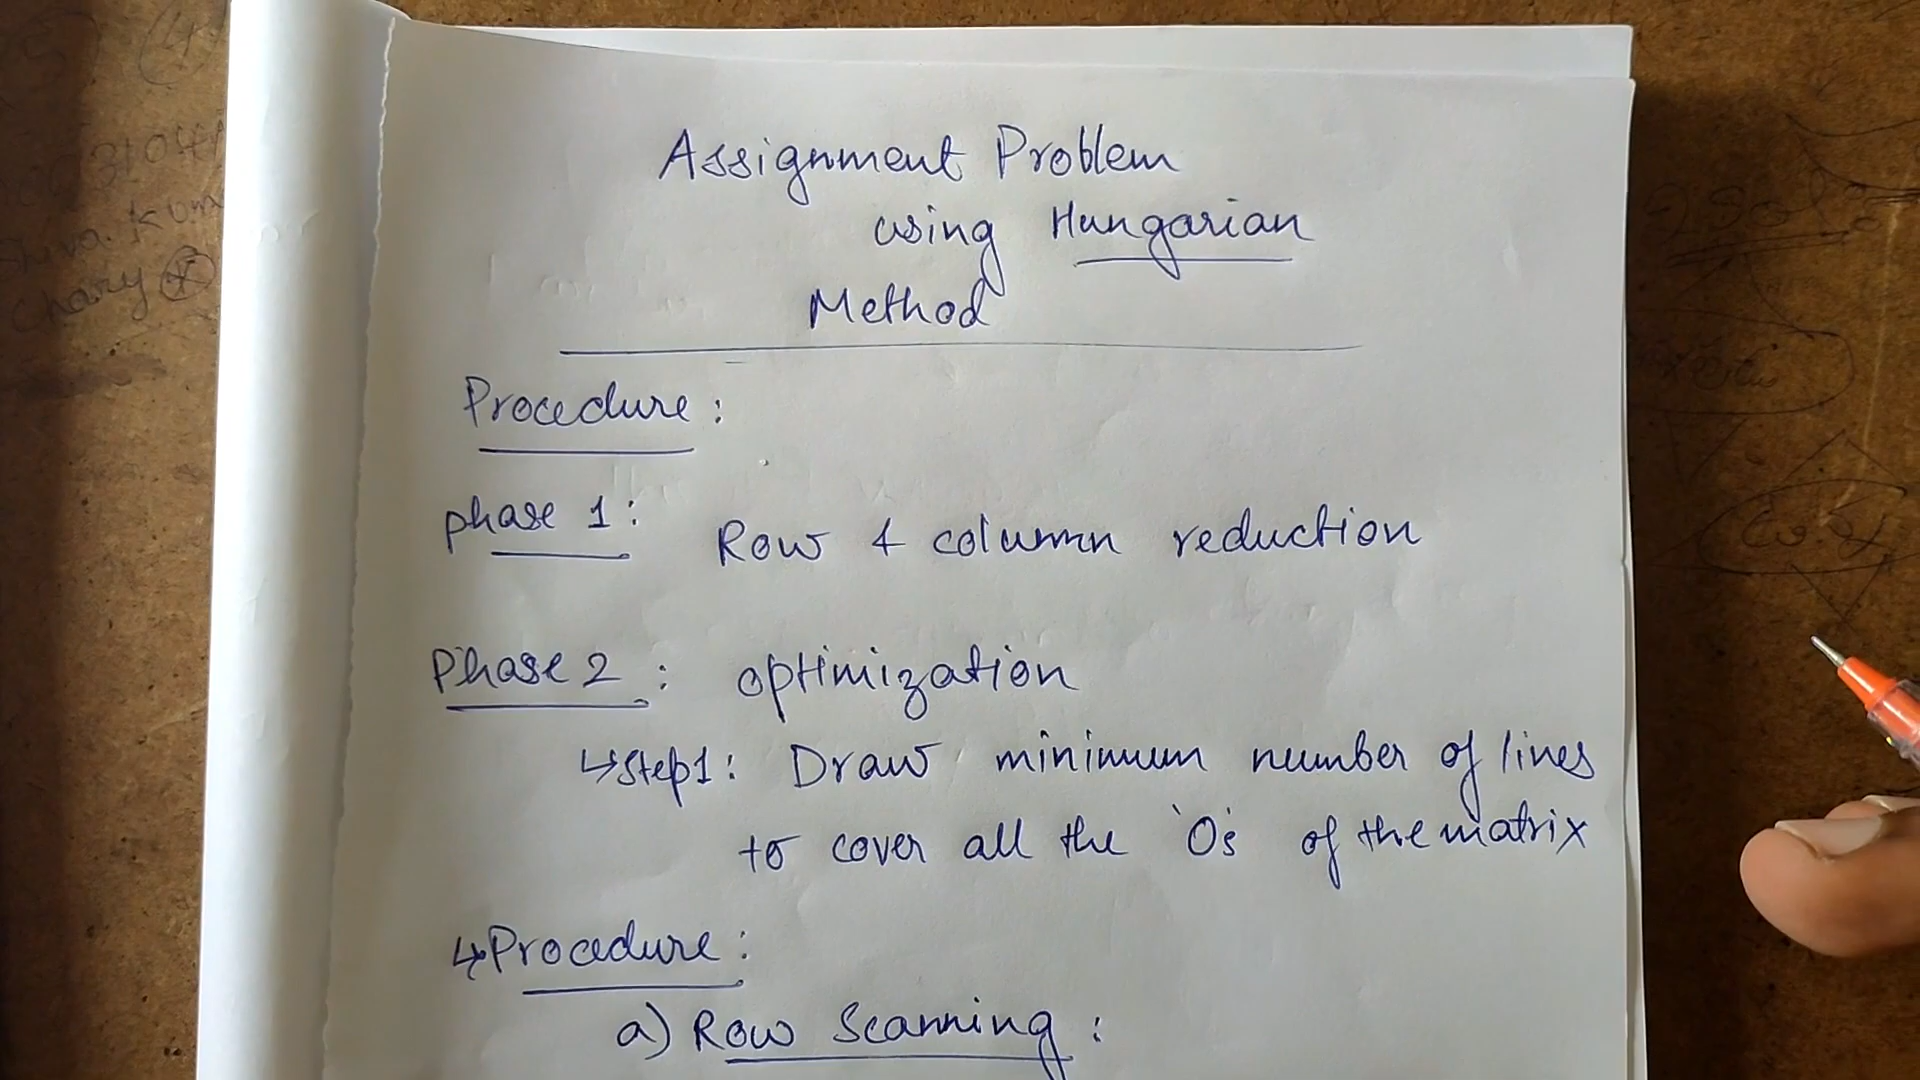 Assignment Problem
using Hungarian
Method
Procedure :
phase 1 : Row & column reduction
Phase 2 : optimization
↳ step1 : Draw minimum number of lines
to cover all the '0s' of the matrix
↳ Procedure :
a) Row Scanning :